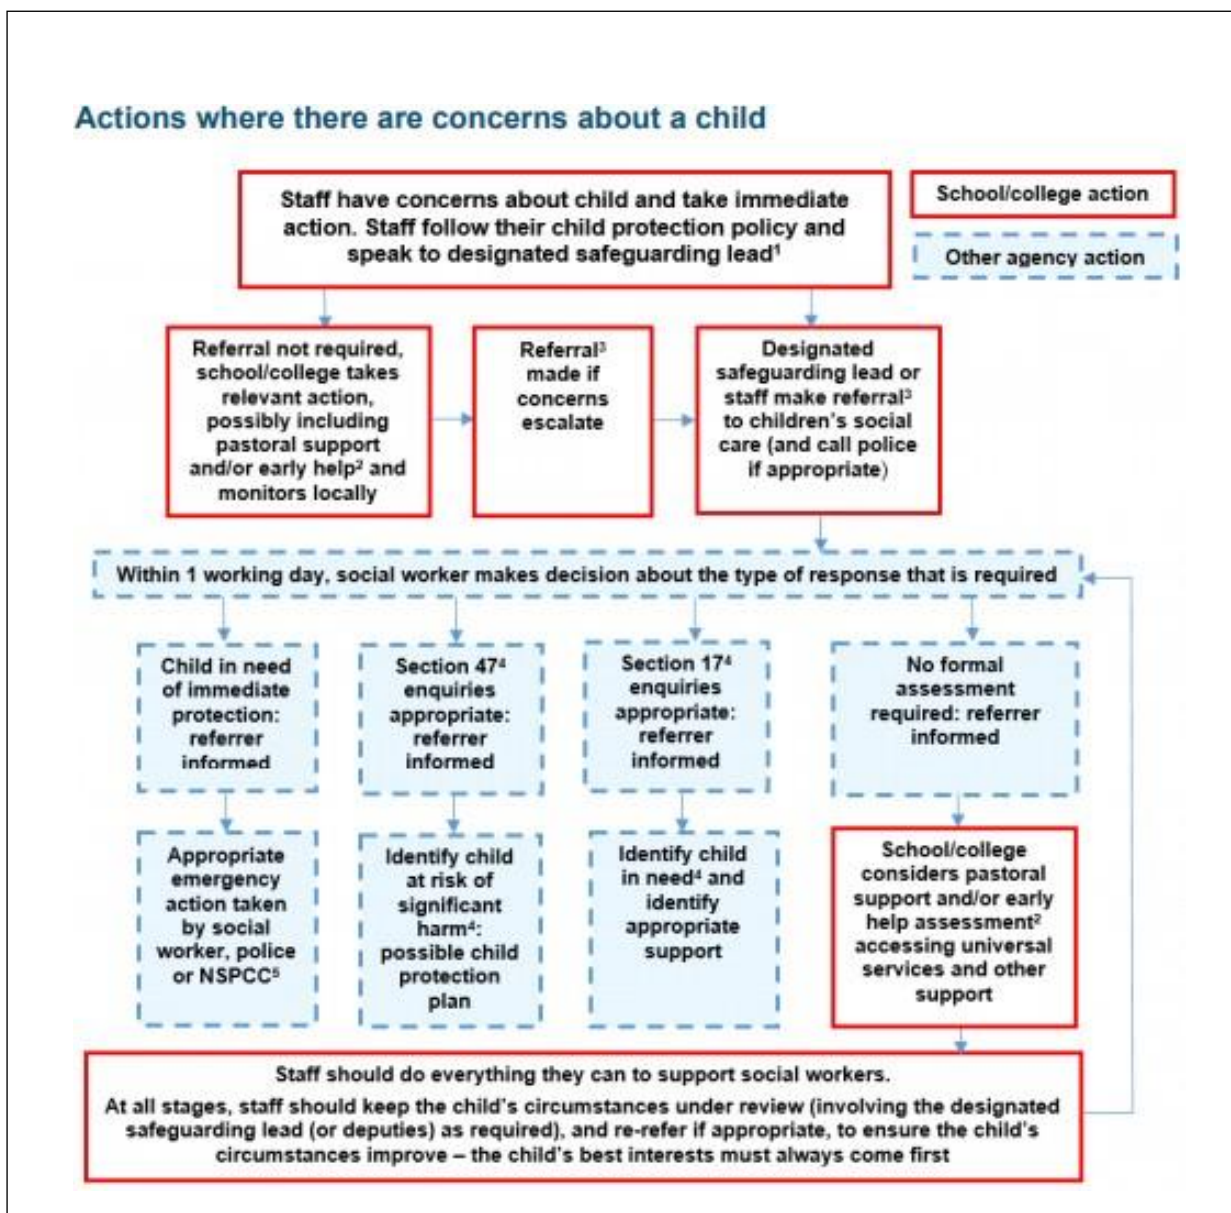 Actions where there are concerns about a child
Staff have concerns about child and take immediate
action. Staff follow their child protection policy and
speak to designated safeguarding lead¹
School/college action
Other agency action
Referral not required,
school/college takes
relevant action,
possibly including
pastoral support
and/or early help² and
monitors locally
Referral³
made if
concerns
escalate
Designated
safeguarding lead or
staff make referral³
to children's social
care (and call police
if appropriate)
Within 1 working day, social worker makes decision about the type of response that is required
Child in need
of immediate
protection:
referrer
informed
Section 47⁴
enquiries
appropriate:
referrer
informed
Section 17⁴
enquiries
appropriate:
referrer
informed
No formal
assessment
required: referrer
informed
Appropriate
emergency
action taken
by social
worker, police
or NSPCC⁵
Identify child
at risk of
significant
harm⁴:
possible child
protection
plan
Identify child
in need⁴ and
identify
appropriate
support
School/college
considers pastoral
support and/or early
help assessment²
accessing universal
services and other
support
Staff should do everything they can to support social workers.
At all stages, staff should keep the child's circumstances under review (involving the designated
safeguarding lead (or deputies) as required), and re-refer if appropriate, to ensure the child's
circumstances improve – the child's best interests must always come first